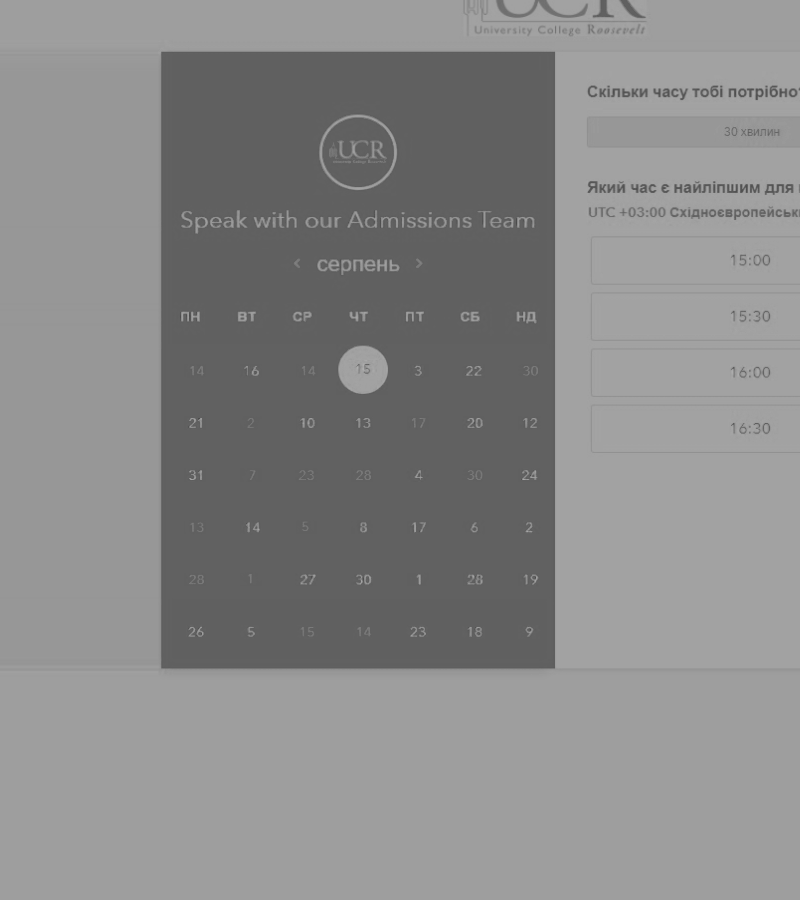 UCR
University College Roosevelt
UCR
Speak with our Admissions Team
< серпень >
ПН ВТ СР ЧТ ПТ СБ НД
14 16 14 15 3 22 30
21 2 10 13 17 20 12
31 7 23 28 4 30 24
13 14 5 8 17 6 2
28 1 27 30 1 28 19
26 5 15 14 23 18 9
Скільки часу тобі потрібно
30 хвилин
Який час є найліпшим для
UTC +03:00
15:00
15:30
16:00
16:30